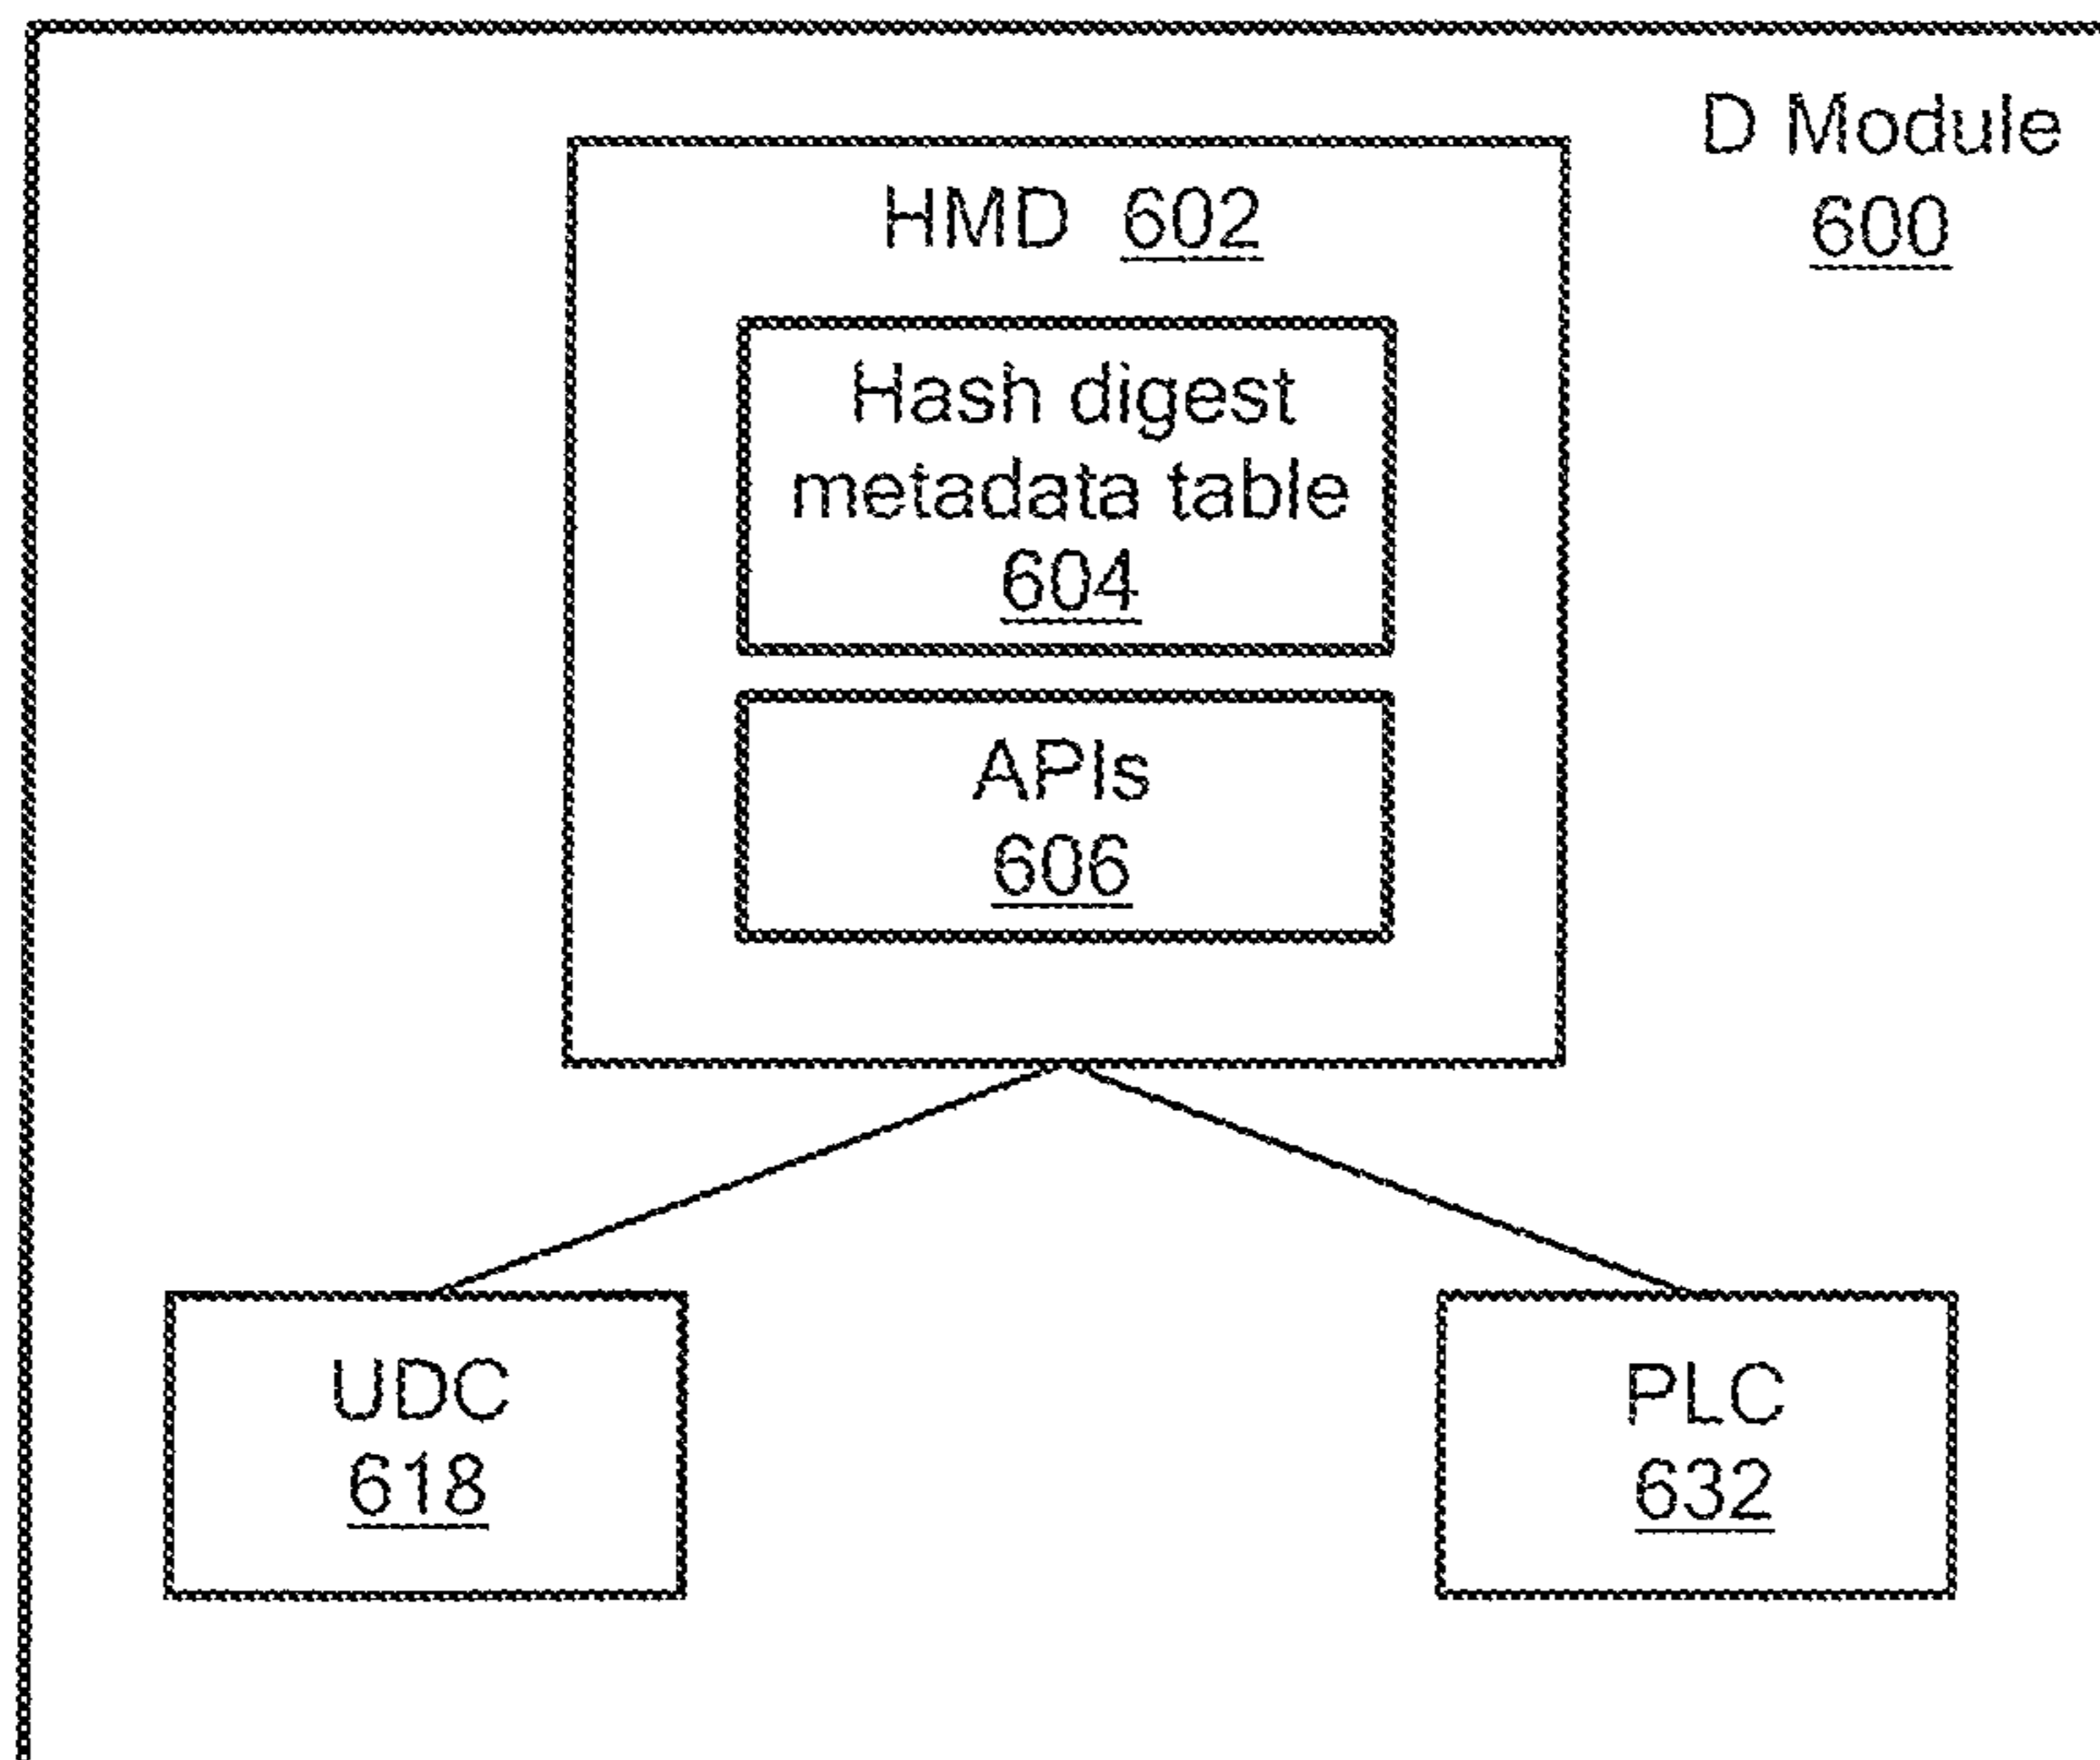 D Module
600
HMD 602
Hash digest
metadata table
604
APIs
606
UDC
618
PLC
632